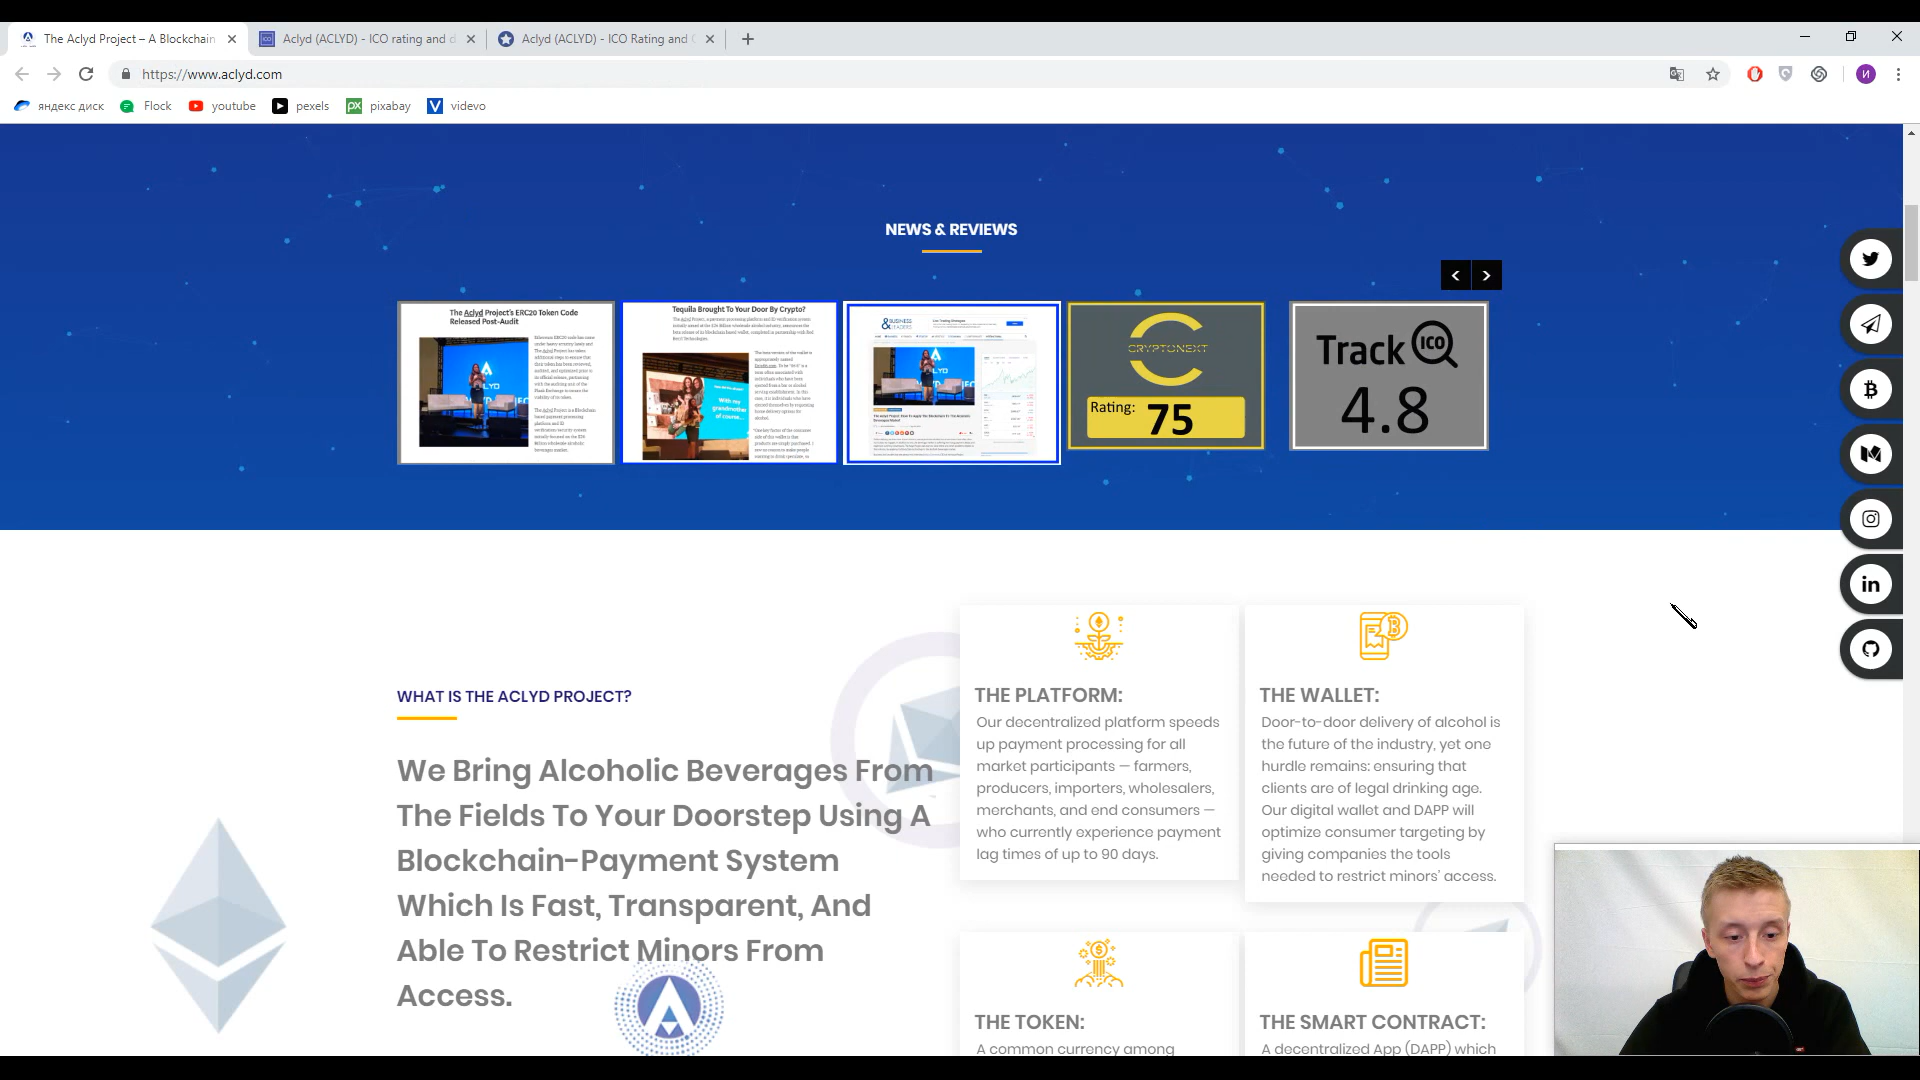 The Aclyd Project – A Blockchain
Aclyd (ACLYD) - ICO rating and d
Aclyd (ACLYD) - ICO Rating and
https://www.aclyd.com
И
яндекс диск
Flock
youtube
px
pexels
pixabay
videvo
NEWS & REVIEWS
The Aclyd Project's ERC20 Token Code
Released Post-Audit
Tequila Brought To Your Door By Crypto?
With my
grandmother
of course...
& BUSINESS
LEADERS
CRYPTONEXT
Rating: 75
Track ICO
4.8
WHAT IS THE ACLYD PROJECT?
We Bring Alcoholic Beverages From
The Fields To Your Doorstep Using A
Blockchain-Payment System
Which Is Fast, Transparent, And
Able To Restrict Minors From
Access.
THE PLATFORM:
Our decentralized platform speeds
up payment processing for all
market participants — farmers,
producers, importers, wholesalers,
merchants, and end consumers —
who currently experience payment
lag times of up to 90 days.
THE WALLET:
Door-to-door delivery of alcohol is
the future of the industry, yet one
hurdle remains: ensuring that
clients are of legal drinking age.
Our digital wallet and DAPP will
optimize consumer targeting by
giving companies the tools
needed to restrict minors' access.
THE TOKEN:
A common currency among
THE SMART CONTRACT:
A decentralized App (DAPP) which